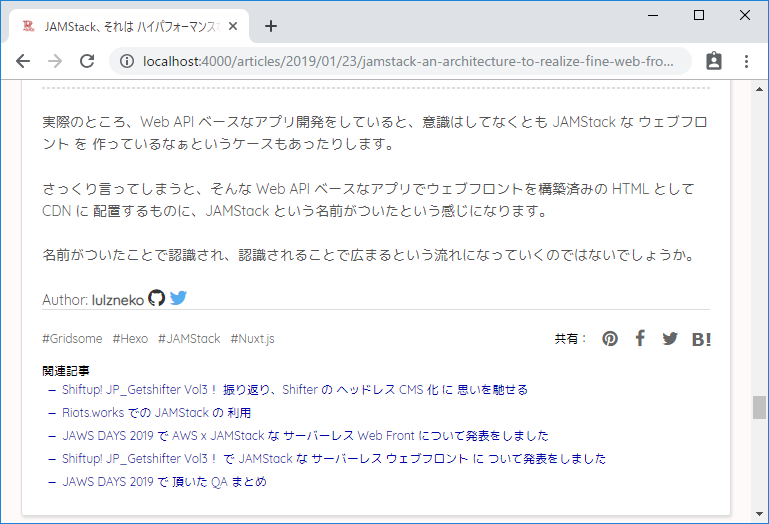 JAMStack、それは ハイパフォーマンスな
localhost:4000/articles/2019/01/23/jamstack-an-architecture-to-realize-fine-web-fro...
実際のところ、Web API ベースなアプリ開発をしていると、意識はしてなくとも JAMStack な ウェブフロ
ント を 作っているなぁというケースもあったりします。
さっくり言ってしまうと、そんな Web API ベースなアプリでウェブフロントを構築済みの HTML として
CDN に 配置するものに、JAMStack という名前がついたという感じになります。
名前がついたことで認識され、認識されることで広まるという流れになっていくのではないでしょうか。
Author: lulzneko
#Gridsome #Hexo #JAMStack #Nuxt.js 共有： B!
関連記事
– Shiftup! JP_Getshifter Vol3！ 振り返り、Shifter の ヘッドレス CMS 化 に 思いを馳せる
– Riots.works での JAMStack の 利用
– JAWS DAYS 2019 で AWS x JAMStack な サーバーレス Web Front について発表をしました
– Shiftup! JP_Getshifter Vol3！ で JAMStack な サーバーレス ウェブフロント に ついて発表をしました
– JAWS DAYS 2019 で 頂いた QA まとめ